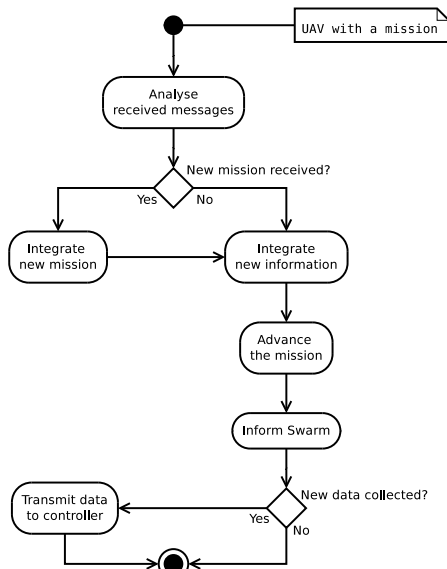 UAV with a mission
Analyse
received messages
New mission received?
Yes
No
Integrate
new mission
Integrate
new information
Advance
the mission
Inform Swarm
New data collected?
Transmit data
to controller
Yes
No